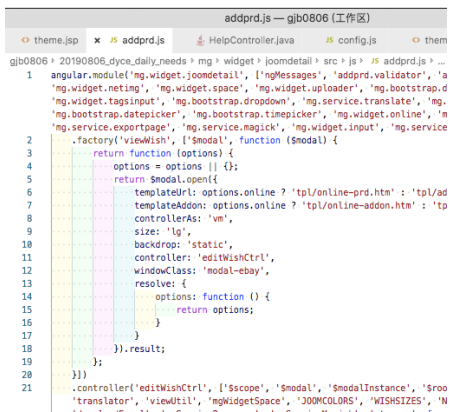 addprd.js — gjb0806 (工作区)
theme.jsp × JS addprd.js HelpController.java JS config.js them
gjb0806 › 20190806_dyce_daily_needs › mg › widget › joomdetail › src › js › JS addprd.js › ...
1 angular.module('mg.widget.joomdetail', ['ngMessages', 'addprd.validator', 'a
'mg.widget.netimg', 'mg.widget.space', 'mg.widget.uploader', 'mg.bootstrap.d
'mg.widget.tagsinput', 'mg.bootstrap.dropdown', 'mg.service.translate', 'mg.
'mg.bootstrap.datepicker', 'mg.bootstrap.timepicker', 'mg.widget.online', 'm
'mg.service.exportpage', 'mg.service.magick', 'mg.widget.input', 'mg.service
2 .factory('viewWish', ['$modal', function ($modal) {
3 return function (options) {
4 options = options || {};
5 return $modal.open({
6 templateUrl: options.online ? 'tpl/online-prd.htm' : 'tpl/ad
7 templateAddon: options.online ? 'tpl/online-addon.htm' : 'tp
8 controllerAs: 'vm',
9 size: 'lg',
10 backdrop: 'static',
11 controller: 'editWishCtrl',
12 windowClass: 'modal-ebay',
13 resolve: {
14 options: function () {
15 return options;
16 }
17 }
18 }).result;
19 };
20 }])
21 .controller('editWishCtrl', ['$scope', '$modal', '$modalInstance', '$roo
'translator', 'viewUtil', 'mgWidgetSpace', 'JOOMCOLORS', 'WISHSIZES', 'N